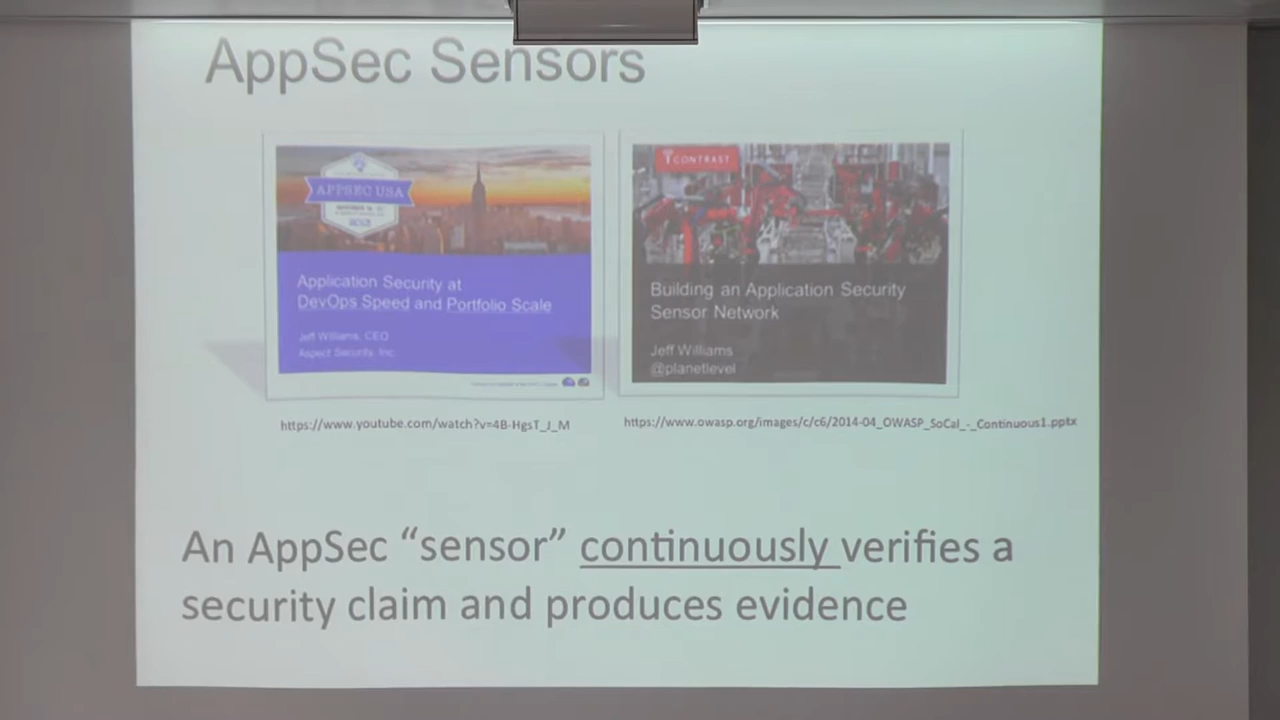 AppSec Sensors
APPSEC USA
Application Security at
DevOps Speed and Portfolio Scale
Jeff Williams, CEO
Aspect Security, Inc.
CONTRAST
Building an Application Security
Sensor Network
Jeff Williams
@planetlevel
https://www.youtube.com/watch?v=4B-HgsT_J_M
https://www.owasp.org/images/c/c6/2014-04_OWASP_SoCal_-_Continuous1.pptx
An AppSec “sensor” continuously verifies a
security claim and produces evidence